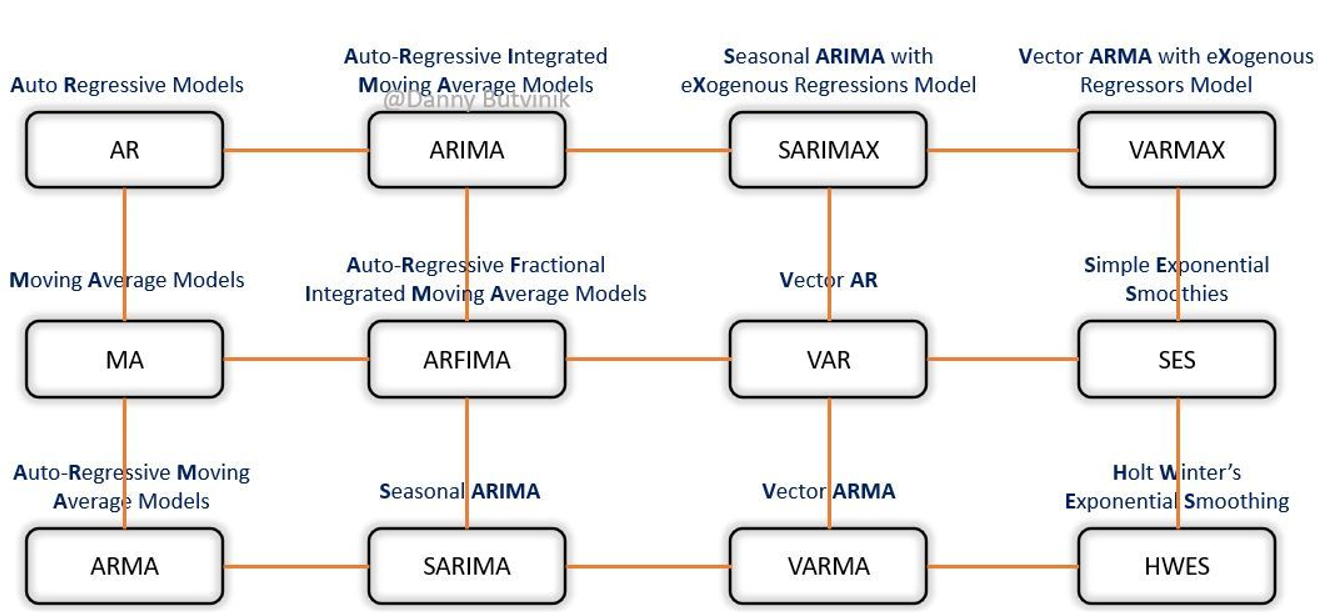 Auto Regressive Models
Auto-Regressive Integrated
Moving Average Models
Seasonal ARIMA with
eXogenous Regressions Model
Vector ARMA with eXogenous
Regressors Model
@Danny Butvinik
AR
ARIMA
SARIMAX
VARMAX
Moving Average Models
Auto-Regressive Fractional
Integrated Moving Average Models
Vector AR
Simple Exponential
Smoothies
MA
ARFIMA
VAR
SES
Auto-Regressive Moving
Average Models
Seasonal ARIMA
Vector ARMA
Holt Winter's
Exponential Smoothing
ARMA
SARIMA
VARMA
HWES